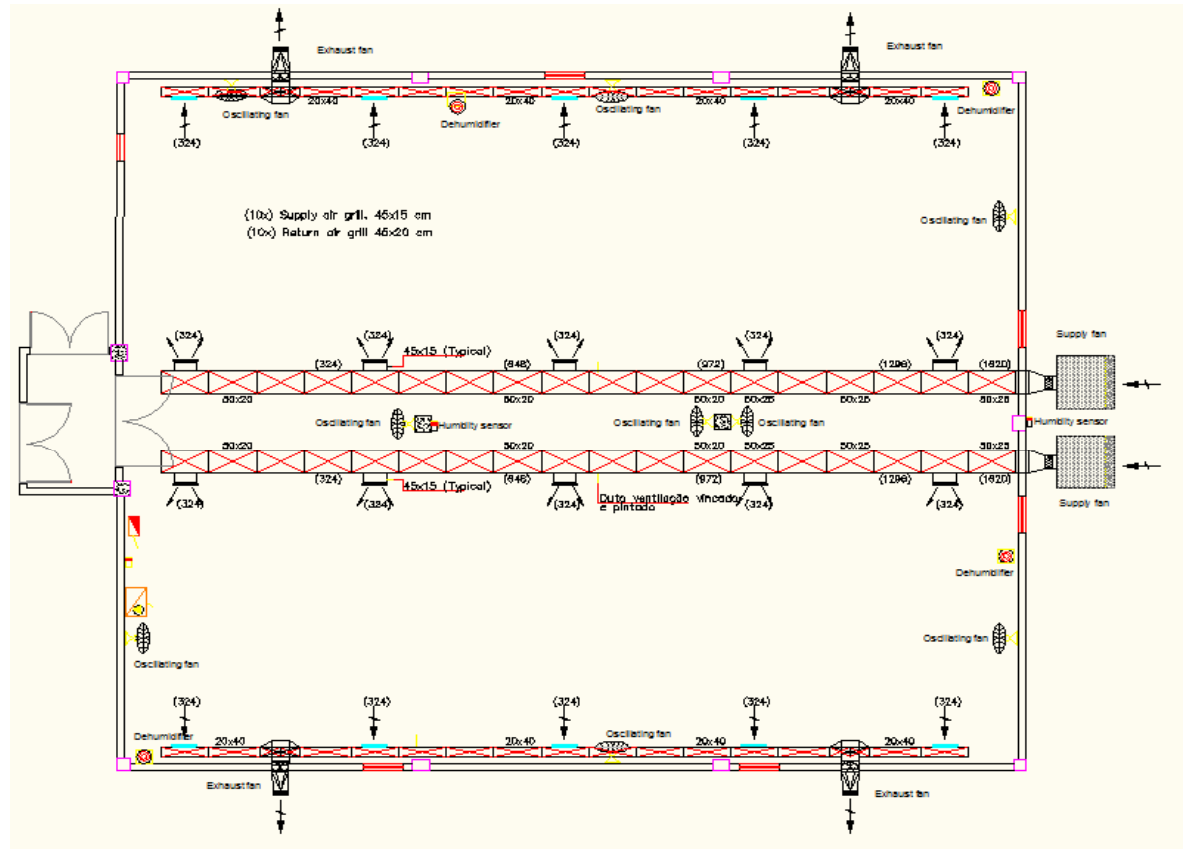 Exhaust fan
Exhaust fan
20x40
20x40
20x40
20x40
Oscillating fan
Dehumidifier
Oscillating fan
Dehumidifier
(324)
(324)
(324)
(324)
(324)
(10x) Supply air grill. 45x15 cm
(10x) Return air grill 45x20 cm
Oscillating fan
(324)
(324)
(324)
(324)
(324)
Supply fan
(324)
45x15 (Typical)
(648)
(972)
(1296)
(1620)
50x20
50x20
50x20
50x25
50x25
50x25
Oscillating fan
Humidity sensor
Oscillating fan
Humidity sensor
50x20
50x20
50x20
50x25
50x25
50x25
(324)
45x15 (Typical)
(648)
(972)
(1296)
(1620)
(324)
(324)
(324)
(324)
(324)
Duto ventilação vincado
e pintado
Supply fan
Dehumidifier
Oscillating fan
Oscillating fan
(324)
(324)
(324)
(324)
(324)
Dehumidifier
20x40
20x40
Oscillating fan
20x40
20x40
Exhaust fan
Exhaust fan